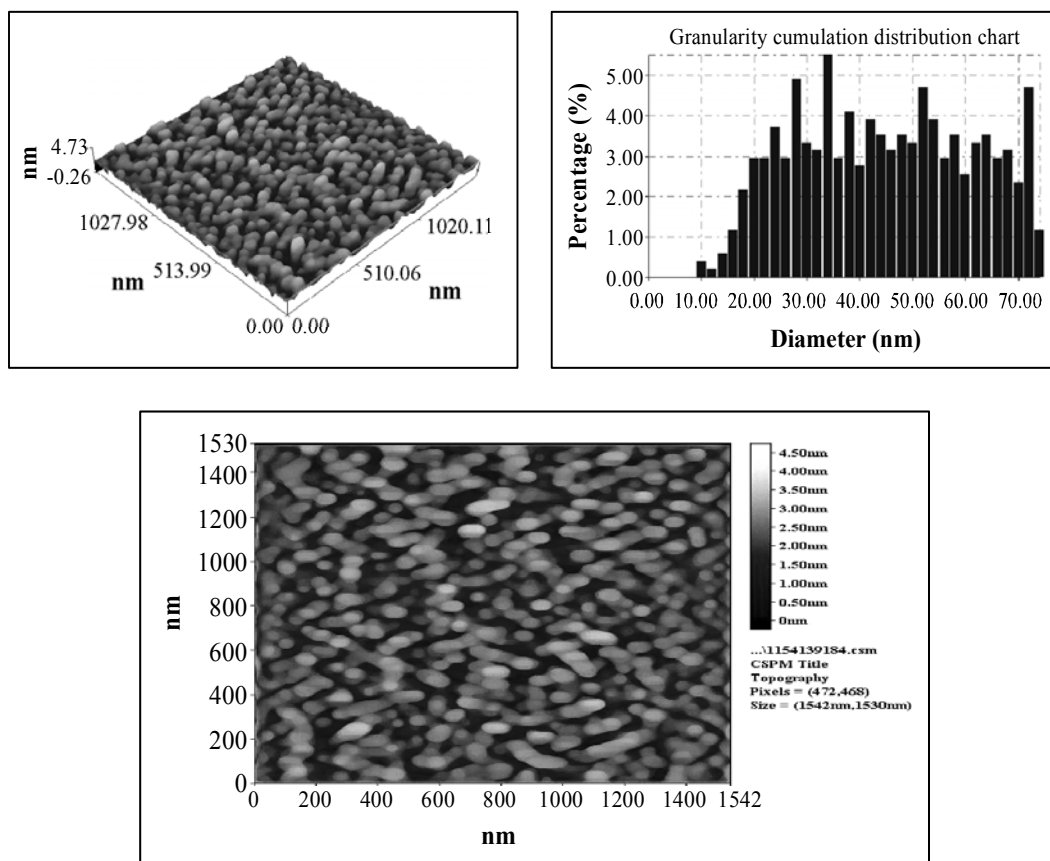 nm
4.73
-0.26
1027.98
513.99
nm
0.00 0.00
510.06
nm
1020.11
Granularity cumulation distribution chart
Percentage (%)
5.00
4.00
3.00
2.00
1.00
0.00
0.00 10.00 20.00 30.00 40.00 50.00 60.00 70.00
Diameter (nm)
nm
1530
1400
1200
1000
800
600
400
200
0
0 200 400 600 800 1000 1200 1400 1542
nm
4.50nm
4.00nm
3.50nm
3.00nm
2.50nm
2.00nm
1.50nm
1.00nm
0.50nm
0nm
...\1154139184.csm
CSPM Title
Topography
Pixels = (472,468)
Size = (1542nm,1530nm)